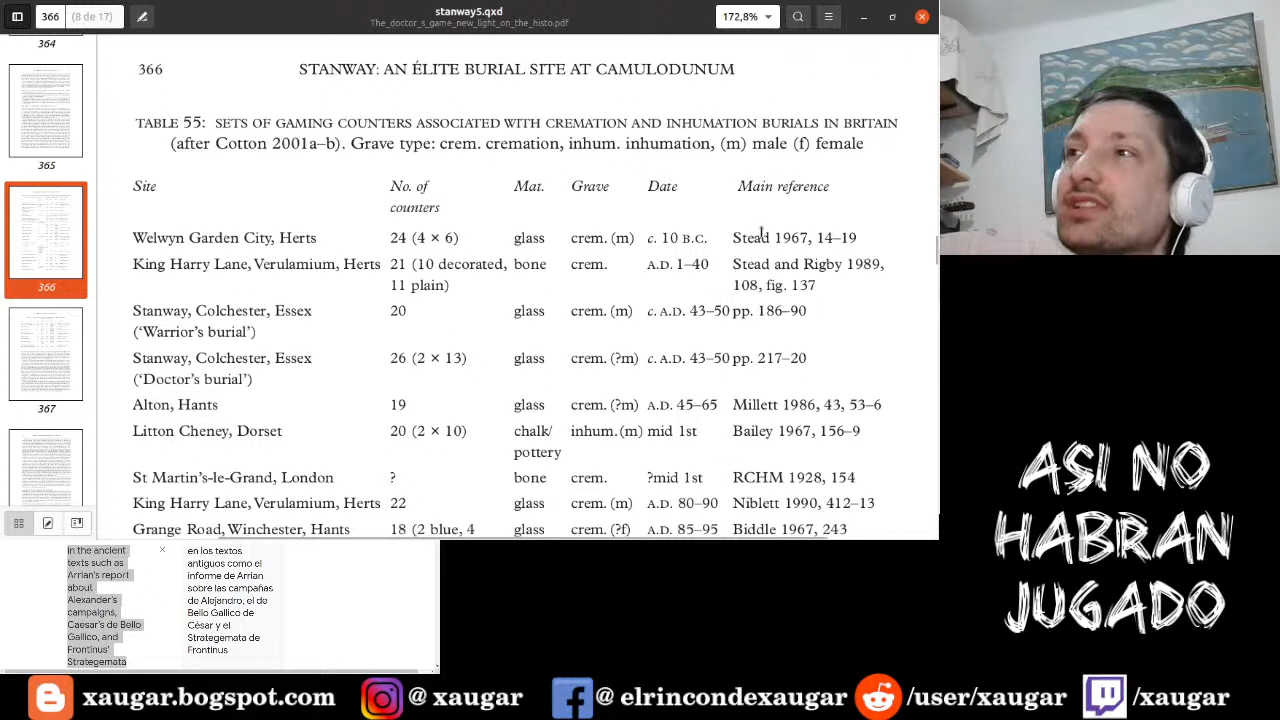 366 (8 de 17)
stanway5.qxd
The_doctor_s_game_new_light_on_the_histo.pdf
172,8%
364
365
366
367
366 STANWAY: AN ÉLITE BURIAL SITE AT CAMULODUNUM
TABLE 55: SETS OF GAMING COUNTERS ASSOCIATED WITH CREMATION AND INHUMATION BURIALS IN BRITAIN
(after Cotton 2001a–b). Grave type: crem. cremation, inhum. inhumation, (m) male (f) female
Site No. of counters Mat. Grave Date Main reference
Welwyn Garden City, Herts 24 (4 × 6) glass crem. (m) c. 10 B.C. Stead 1967, 14–19
King Harry Lane, Verulamium, Herts 21 (10 decorated, bone crem. A.D. 1–40 Stead and Rigby 1989,
11 plain) 108, fig. 137
Stanway, Colchester, Essex 20 glass crem. (m) c. A.D. 43–50 pp. 186–90
(‘Warrior’s burial’)
Stanway, Colchester, Essex 26 (2 × 13) glass crem. (?m) c. A.D. 43–50 pp. 217–20
(‘Doctor’s burial’)
Alton, Hants 19 glass crem. (?m) A.D. 45–65 Millett 1986, 43, 53–6
Litton Cheney, Dorset 20 (2 × 10) chalk/ inhum. (m) mid 1st Bailey 1967, 156–9
pottery
St Martin’s-le-Grand, London ? bone crem. ?mid 1st RCHM 1928, 154
King Harry Lane, Verulamium, Herts 22 glass crem. (m) A.D. 80–90 Niblett 1990, 412–13
Grange Road, Winchester, Hants 18 (2 blue, 4 glass crem. (?f) A.D. 85–95 Biddle 1967, 243
in the ancient
texts such as
Arrian's report
about
Alexander's
campaigns,
Caesar's de Bello
Gallico, and
Frontinus'
Strategemata
en los textos
antiguos como el
informe de Arrian
sobre las campañas
de Alejandro, el de
Bello Gallico de
César y el
Strategemata de
Frontinus.
ASI NO
HABRAN
JUGADO
xaugar.bogspot.com @ xaugar @ elrincondexaugar /user/xaugar /xaugar